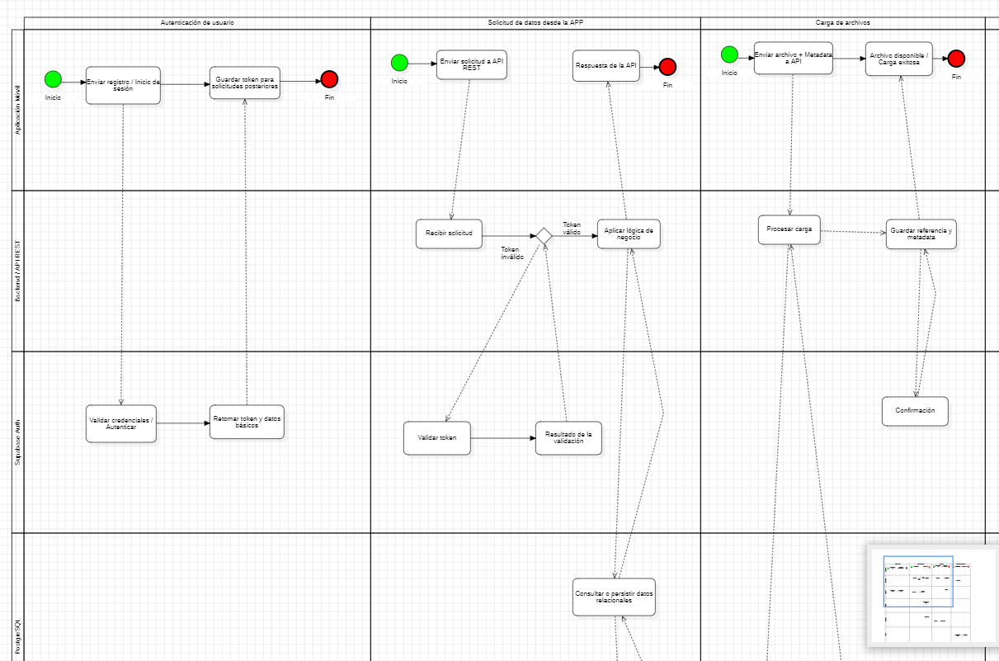 Autenticación de usuario
Solicitud de datos desde la APP
Carga de archivos
Aplicación Móvil
Inicio
Enviar registro / Inicio de
sesión
Guardar token para
solicitudes posteriores
Fin
Inicio
Enviar solicitud a API
REST
Respuesta de la API
Fin
Inicio
Enviar archivo + Metadata
a API
Archivo disponible /
Carga exitosa
Fin
Backend / API REST
Recibir solicitud
Token
inválido
Token
válido
Aplicar lógica de
negocio
Procesar carga
Guardar referencia y
metadata
Supabase Auth
Validar credenciales /
Autenticar
Retornar token y datos
básicos
Validar token
Resultado de la
validación
Confirmación
PostgreSQL
Consultar o persistir datos
relacionales